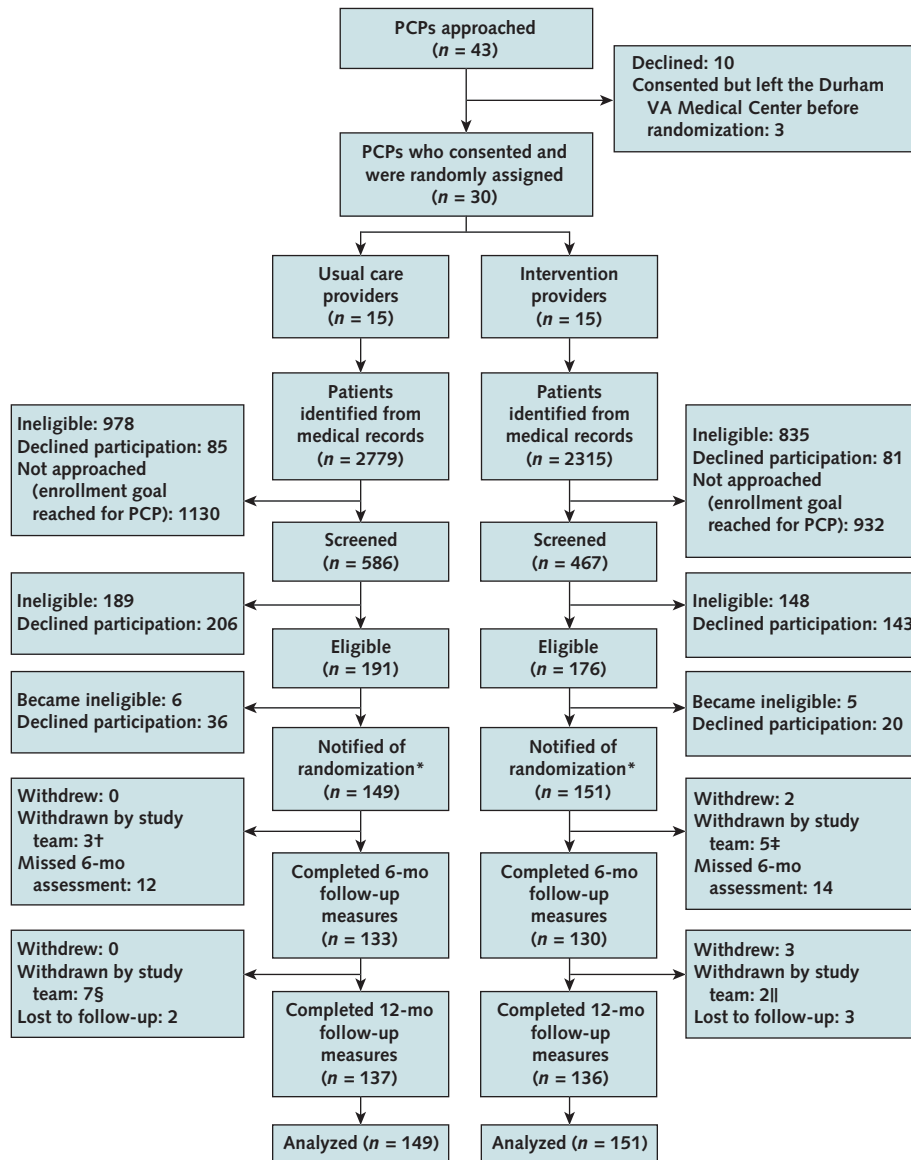 PCPs approached
(n = 43)
Declined: 10
Consented but left the Durham
VA Medical Center before
randomization: 3
PCPs who consented and
were randomly assigned
(n = 30)
Usual care
providers
(n = 15)
Intervention
providers
(n = 15)
Patients
identified from
medical records
(n = 2779)
Patients
identified from
medical records
(n = 2315)
Ineligible: 978
Declined participation: 85
Not approached
(enrollment goal
reached for PCP): 1130
Ineligible: 835
Declined participation: 81
Not approached
(enrollment goal
reached for PCP): 932
Screened
(n = 586)
Screened
(n = 467)
Ineligible: 189
Declined participation: 206
Ineligible: 148
Declined participation: 143
Eligible
(n = 191)
Eligible
(n = 176)
Became ineligible: 6
Declined participation: 36
Became ineligible: 5
Declined participation: 20
Notified of
randomization*
(n = 149)
Notified of
randomization*
(n = 151)
Withdrew: 0
Withdrawn by study
team: 3†
Missed 6-mo
assessment: 12
Withdrew: 2
Withdrawn by study
team: 5‡
Missed 6-mo
assessment: 14
Completed 6-mo
follow-up
measures
(n = 133)
Completed 6-mo
follow-up
measures
(n = 130)
Withdrew: 0
Withdrawn by study
team: 7§
Lost to follow-up: 2
Withdrew: 3
Withdrawn by study
team: 2||
Lost to follow-up: 3
Completed 12-mo
follow-up
measures
(n = 137)
Completed 12-mo
follow-up
measures
(n = 136)
Analyzed (n = 149)
Analyzed (n = 151)